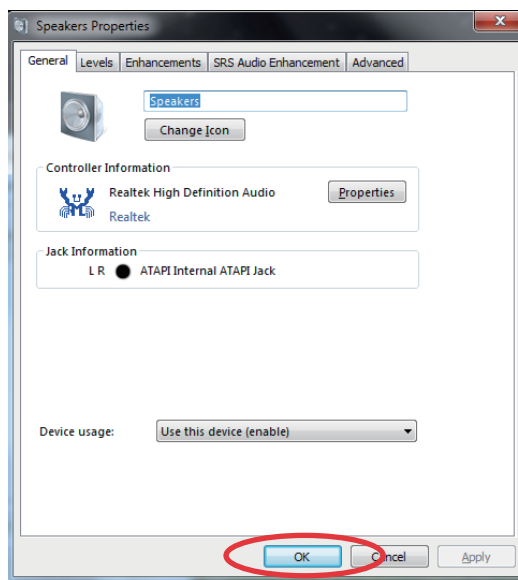 Speakers Properties
General Levels Enhancements SRS Audio Enhancement Advanced
Speakers
Change Icon
Controller Information
Realtek High Definition Audio Properties
Realtek
Jack Information
L R ATAPI Internal ATAPI Jack
Device usage: Use this device (enable)
OK Cancel Apply